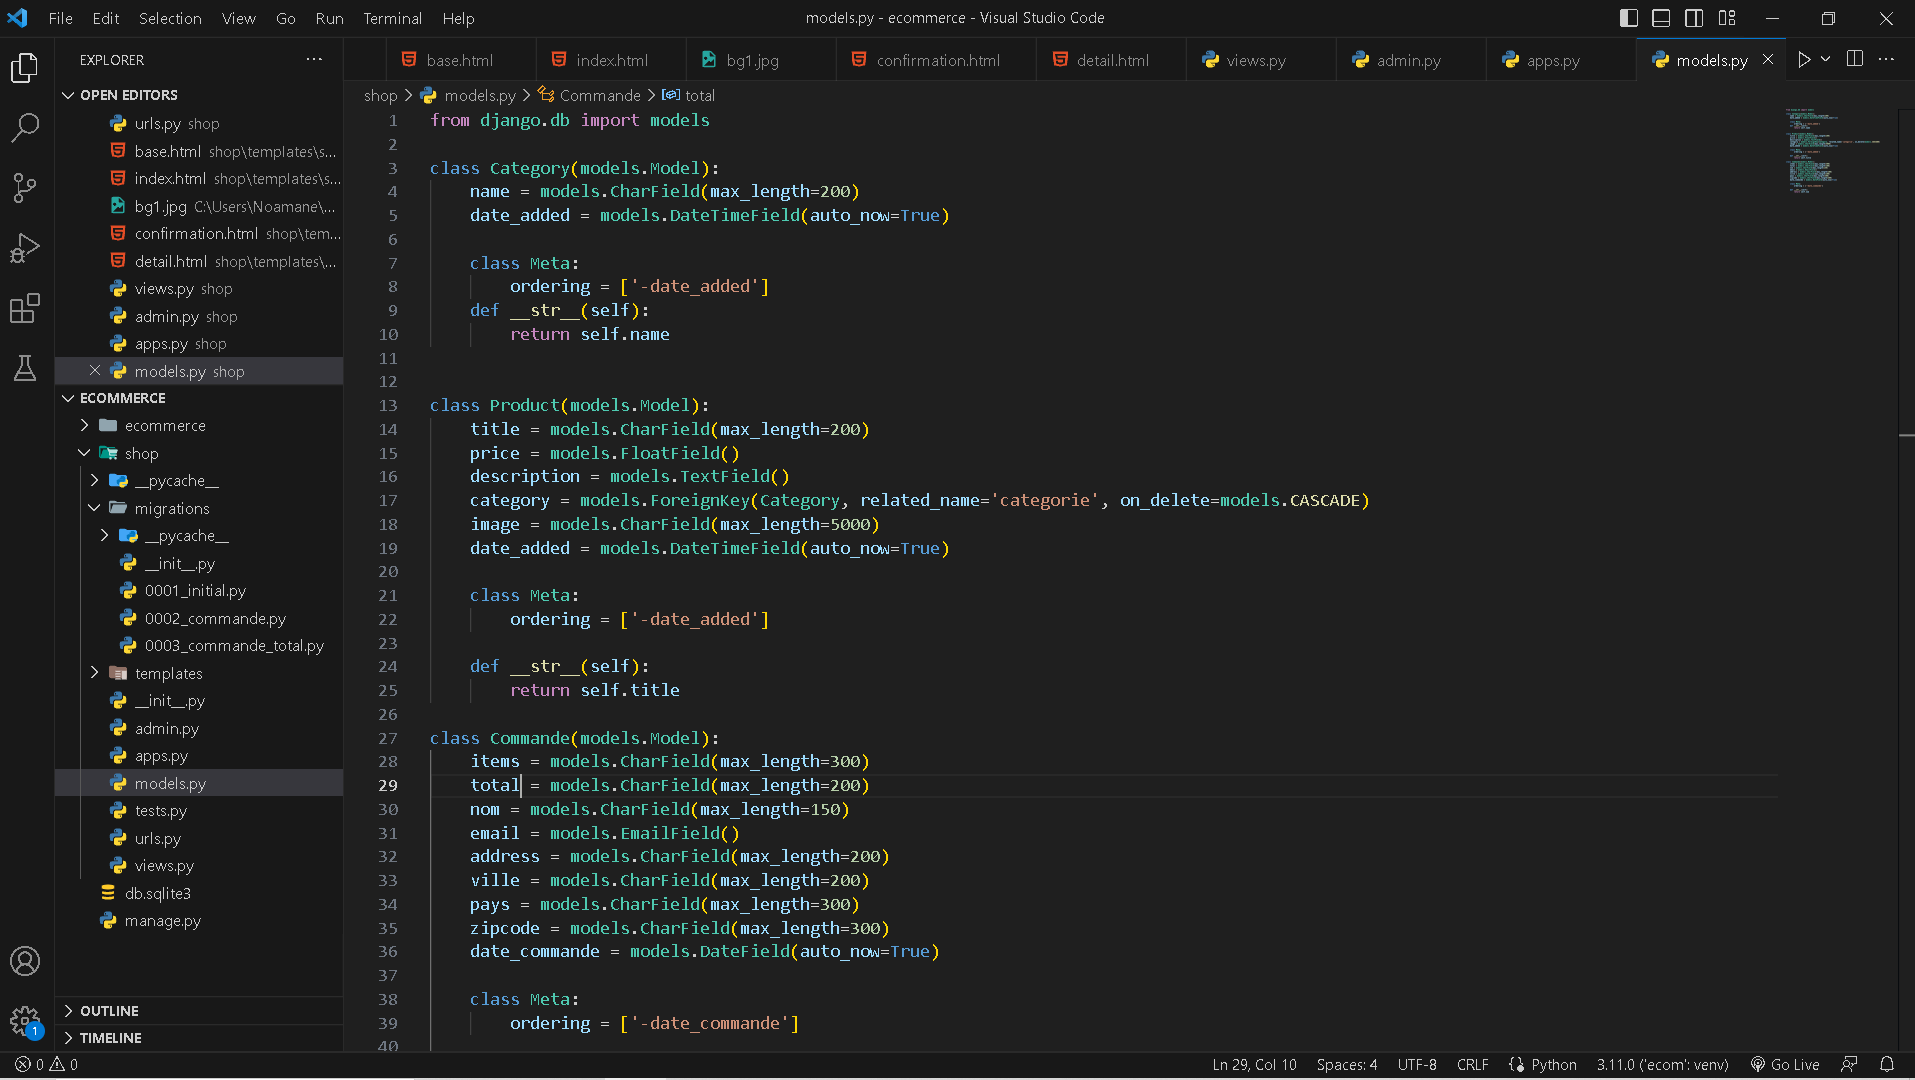 File Edit Selection View Go Run Terminal Help
models.py - ecommerce - Visual Studio Code
EXPLORER
OPEN EDITORS
urls.py shop
base.html shop\templates\s...
index.html shop\templates\s...
bg1.jpg C:\Users\Noamane\...
confirmation.html shop\tem...
detail.html shop\templates\...
views.py shop
admin.py shop
apps.py shop
models.py shop
ECOMMERCE
ecommerce
shop
__pycache__
migrations
__pycache__
__init__.py
0001_initial.py
0002_commande.py
0003_commande_total.py
templates
__init__.py
admin.py
apps.py
models.py
tests.py
urls.py
views.py
db.sqlite3
manage.py
OUTLINE
TIMELINE
1
base.html index.html bg1.jpg confirmation.html detail.html views.py admin.py apps.py models.py
shop > models.py > Commande > total
1 from django.db import models
2
3 class Category(models.Model):
4     name = models.CharField(max_length=200)
5     date_added = models.DateTimeField(auto_now=True)
6
7     class Meta:
8         ordering = ['-date_added']
9     def __str__(self):
10         return self.name
11
12
13 class Product(models.Model):
14     title = models.CharField(max_length=200)
15     price = models.FloatField()
16     description = models.TextField()
17     category = models.ForeignKey(Category, related_name='categorie', on_delete=models.CASCADE)
18     image = models.CharField(max_length=5000)
19     date_added = models.DateTimeField(auto_now=True)
20
21     class Meta:
22         ordering = ['-date_added']
23
24     def __str__(self):
25         return self.title
26
27 class Commande(models.Model):
28     items = models.CharField(max_length=300)
29     total = models.CharField(max_length=200)
30     nom = models.CharField(max_length=150)
31     email = models.EmailField()
32     address = models.CharField(max_length=200)
33     ville = models.CharField(max_length=200)
34     pays = models.CharField(max_length=300)
35     zipcode = models.CharField(max_length=300)
36     date_commande = models.DateField(auto_now=True)
37
38     class Meta:
39         ordering = ['-date_commande']
40
0 0
Ln 29, Col 10 Spaces: 4 UTF-8 CRLF Python 3.11.0 ('ecom': venv) Go Live